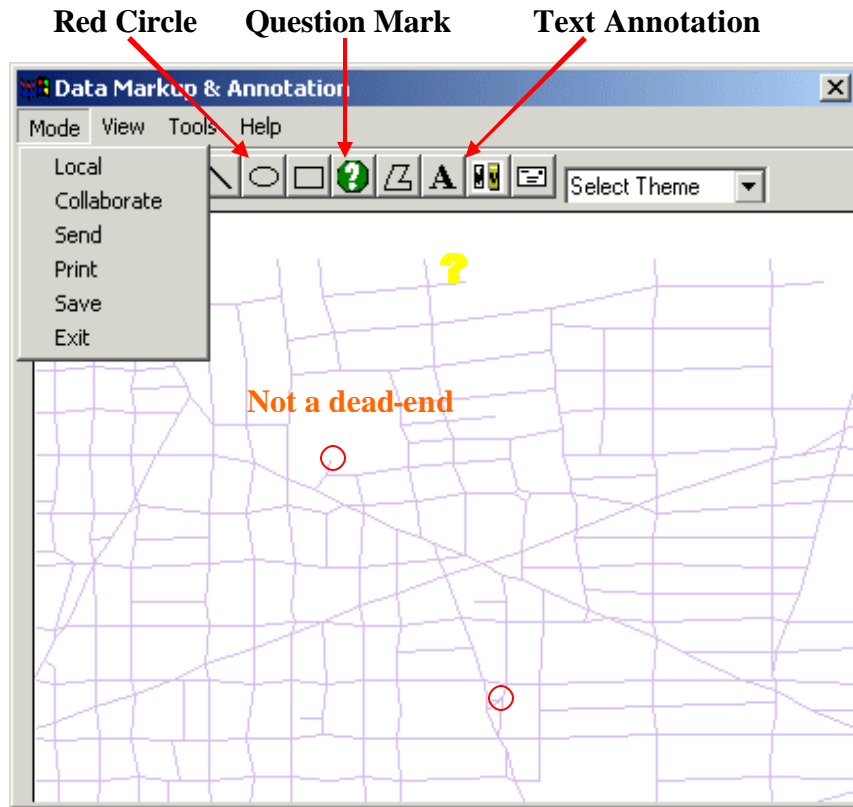 Red Circle Question Mark Text Annotation
Data Markup & Annotation
Mode View Tools Help
Local
Collaborate
Send
Print
Save
Exit
? A Select Theme
?
Not a dead-end